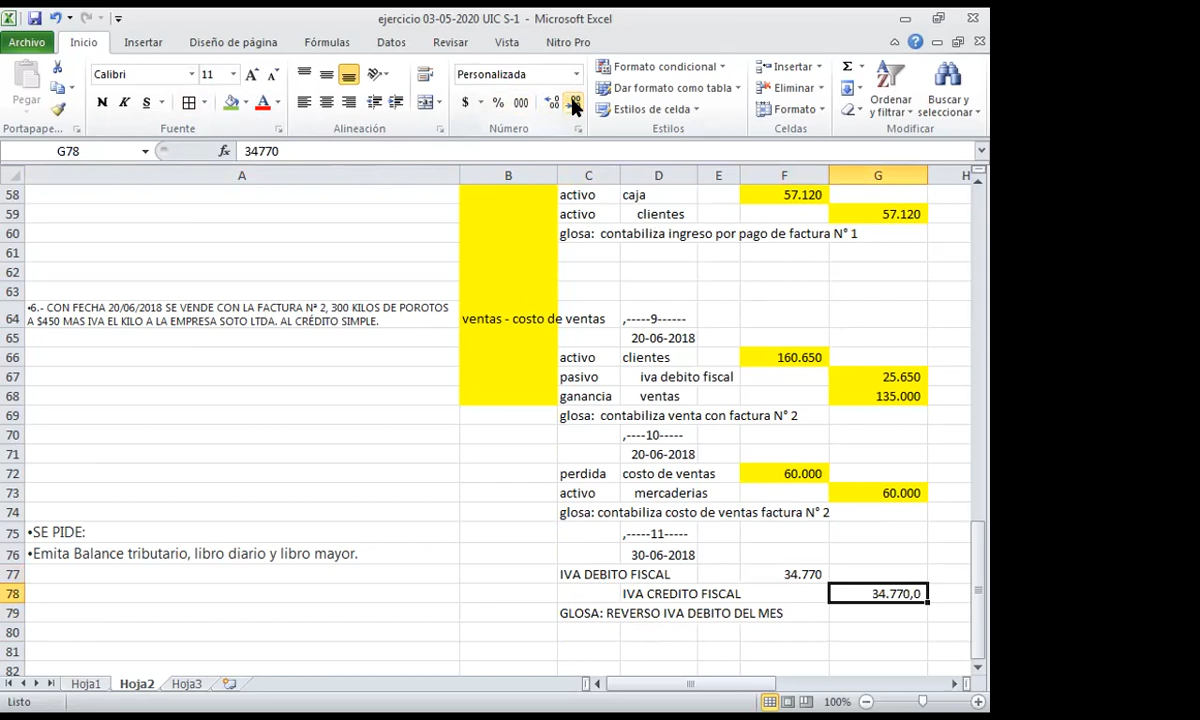 ejercicio 03-05-2020 UIC S-1 - Microsoft Excel
Archivo Inicio Insertar Diseño de página Fórmulas Datos Revisar Vista Nitro Pro
Calibri 11 Personalizada
Formato condicional Insertar
Dar formato como tabla Eliminar
Estilos de celda Formato
Pegar
N K S A $ % 000
Ordenar y filtrar
Buscar y seleccionar
Portapape... Fuente Alineación Número Estilos Celdas Modificar
G78 fx 34770
A B C D E F G H
58 activo caja 57.120
59 activo clientes 57.120
60 glosa: contabiliza ingreso por pago de factura N° 1
61
62
63
•6.- CON FECHA 20/06/2018 SE VENDE CON LA FACTURA Nª 2, 300 KILOS DE POROTOS
64 A $450 MAS IVA EL KILO A LA EMPRESA SOTO LTDA. AL CRÉDITO SIMPLE. ventas - costo de ventas ,-----9------
65 20-06-2018
66 activo clientes 160.650
67 pasivo iva debito fiscal 25.650
68 ganancia ventas 135.000
69 glosa: contabiliza venta con factura N° 2
70 ,----10-----
71 20-06-2018
72 perdida costo de ventas 60.000
73 activo mercaderias 60.000
74 glosa: contabiliza costo de ventas factura N° 2
75 •SE PIDE: ,-----11----
76 •Emita Balance tributario, libro diario y libro mayor. 30-06-2018
77 IVA DEBITO FISCAL 34.770
78 IVA CREDITO FISCAL 34.770,0
79 GLOSA: REVERSO IVA DEBITO DEL MES
80
81
82
Hoja1 Hoja2 Hoja3
Listo 100%